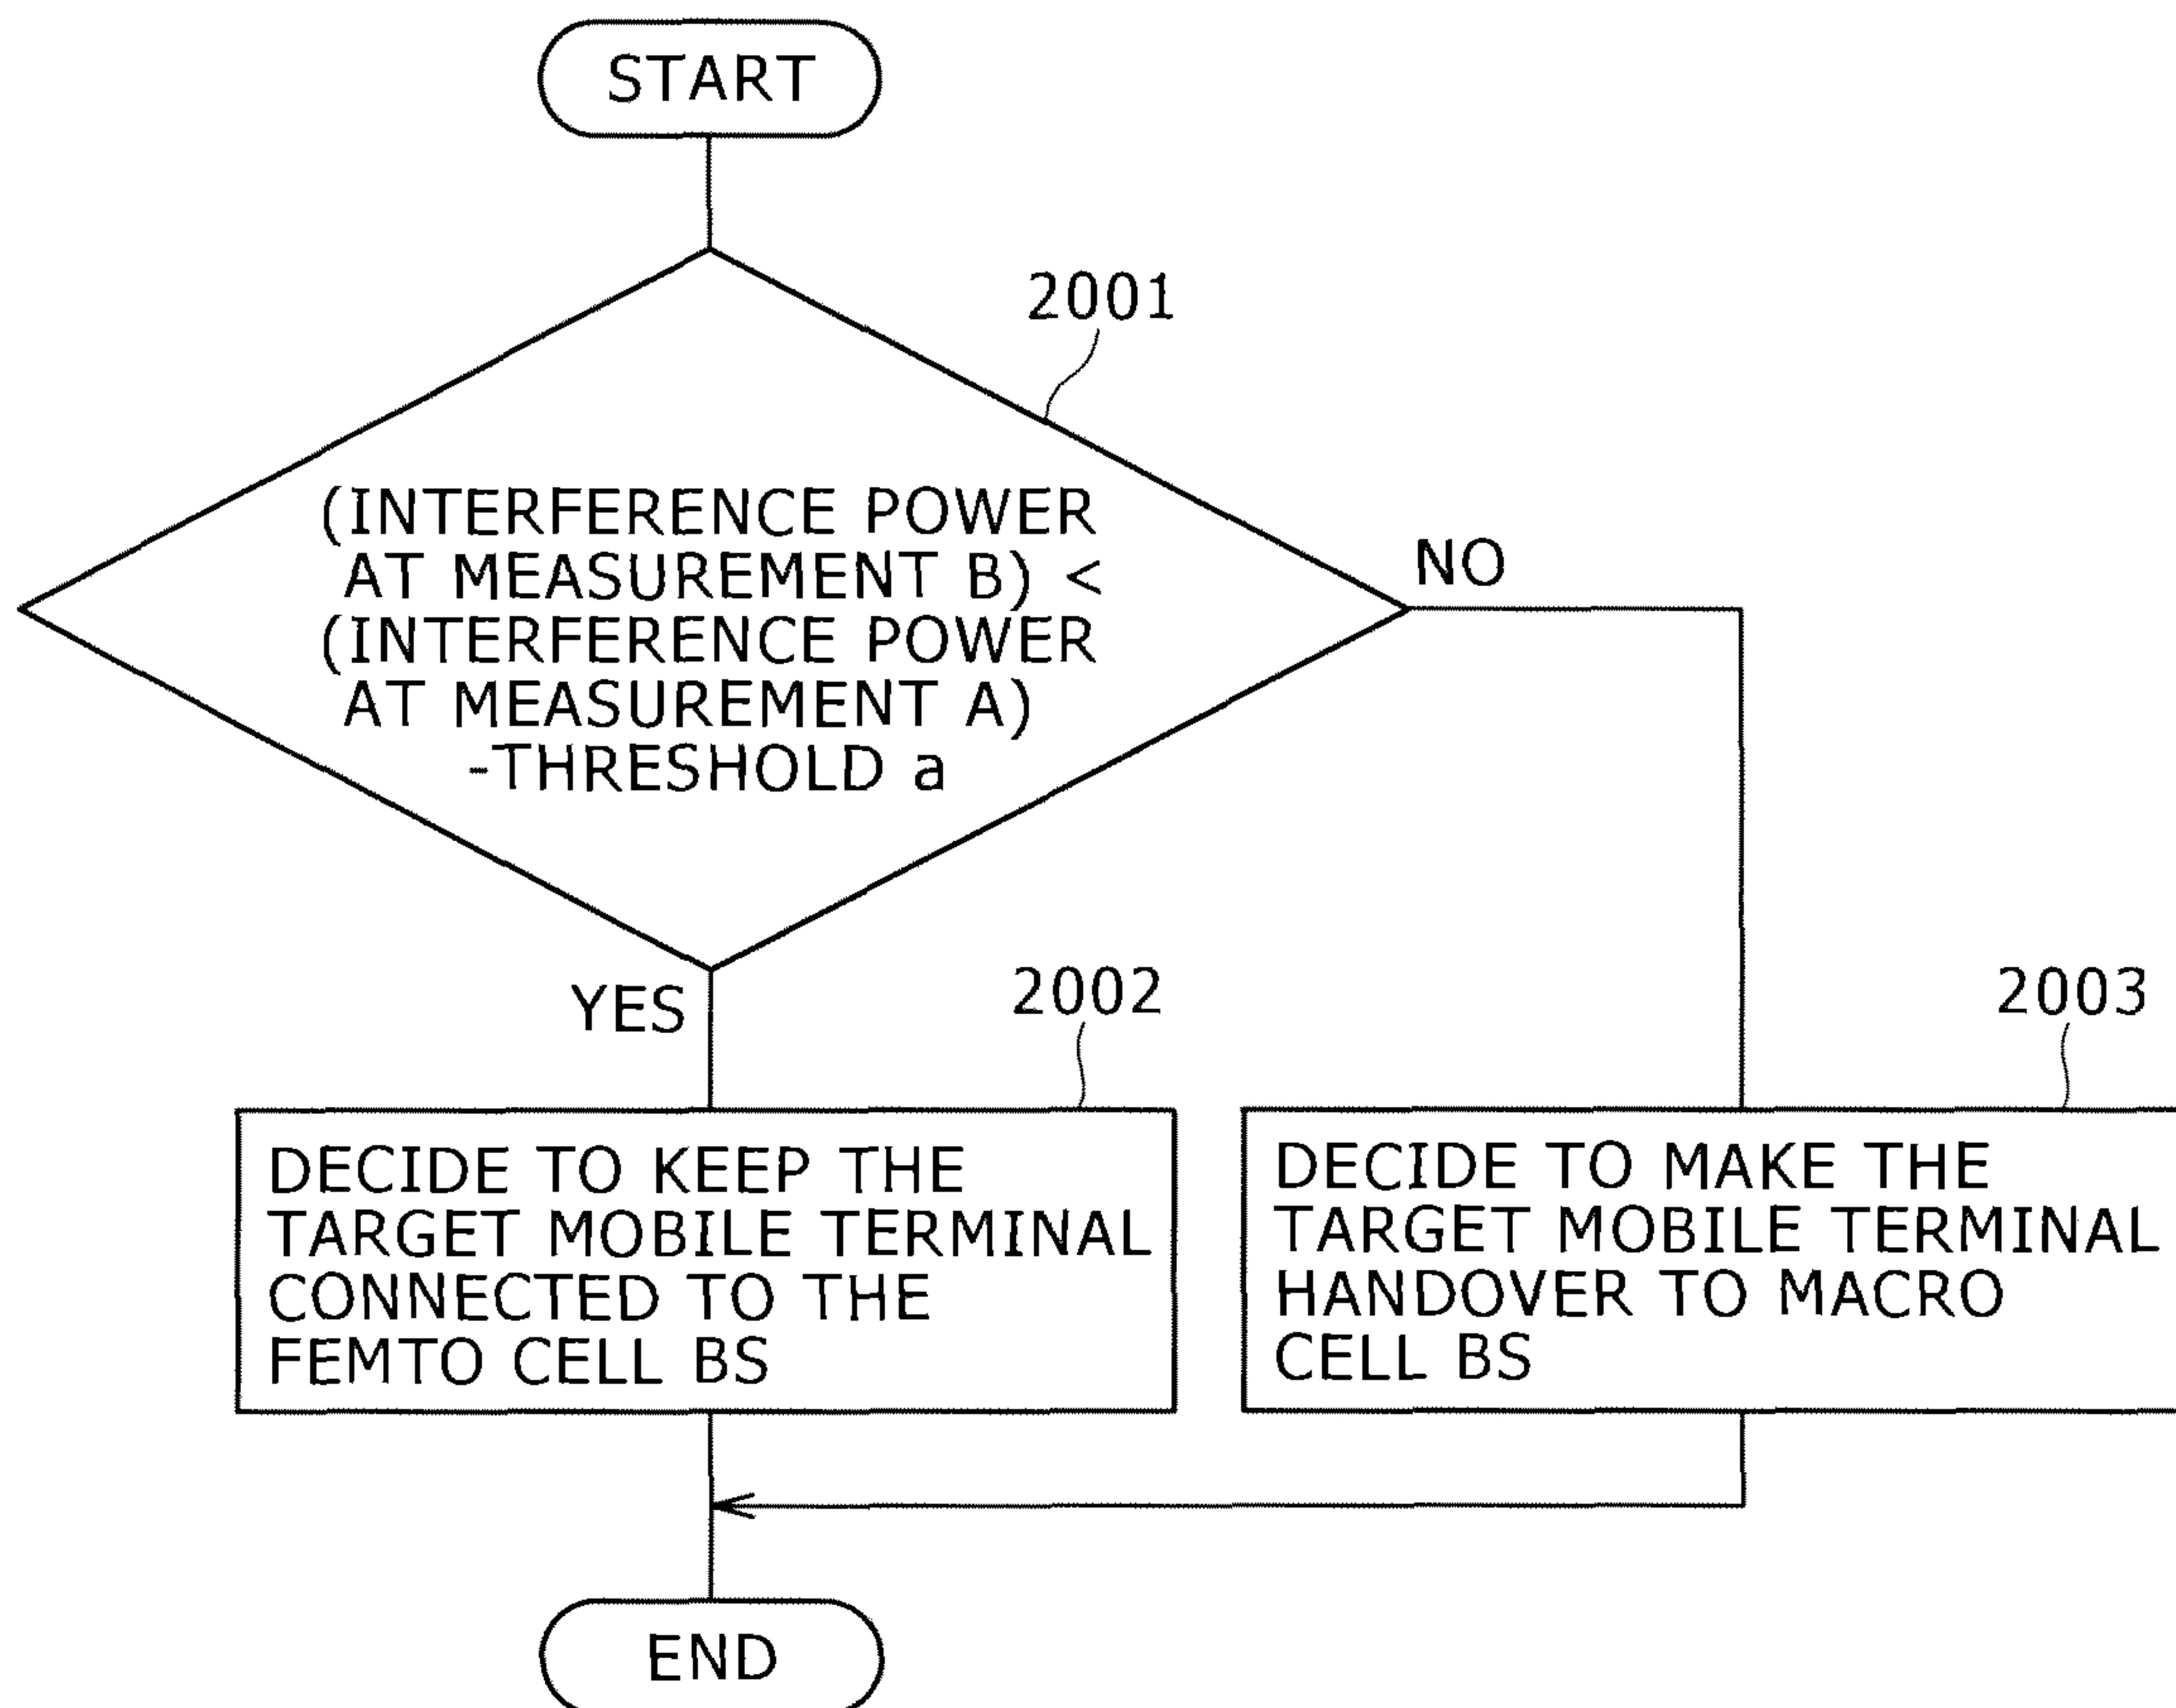 START
2001
(INTERFERENCE POWER
AT MEASUREMENT B) <
(INTERFERENCE POWER
AT MEASUREMENT A)
-THRESHOLD a
NO
YES
2002
DECIDE TO KEEP THE
TARGET MOBILE TERMINAL
CONNECTED TO THE
FEMTO CELL BS
2003
DECIDE TO MAKE THE
TARGET MOBILE TERMINAL
HANDOVER TO MACRO
CELL BS
END